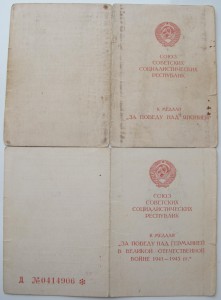 СОЮЗ
СОВЕТСКИХ
СОЦИАЛИСТИЧЕСКИХ
РЕСПУБЛИК
К МЕДАЛИ
"ЗА ПОБЕДУ НАД ЯПОНИЕЙ"
СОЮЗ
СОВЕТСКИХ
СОЦИАЛИСТИЧЕСКИХ
РЕСПУБЛИК
К МЕДАЛИ
"ЗА ПОБЕДУ НАД ГЕРМАНИЕЙ
В ВЕЛИКОЙ ОТЕЧЕСТВЕННОЙ
ВОЙНЕ 1941–1945 гг."
Д №0414906 ✻